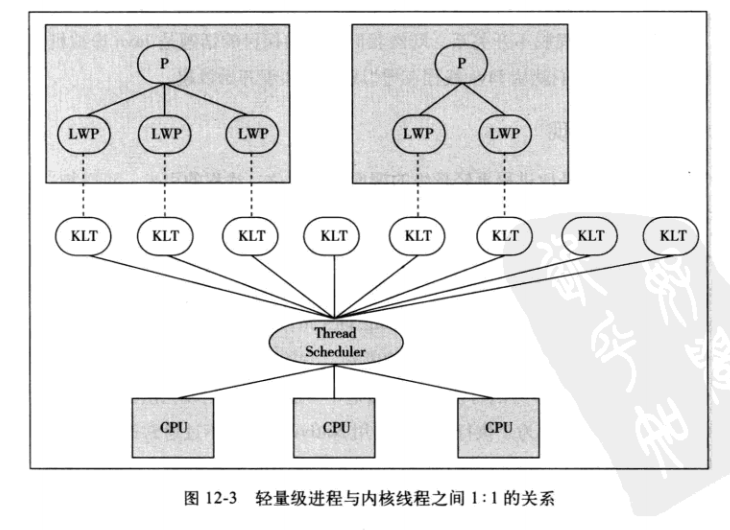 P P
LWP LWP LWP LWP LWP
KLT KLT KLT KLT KLT KLT KLT KLT
Thread
Scheduler
CPU CPU CPU
图 12-3 轻量级进程与内核线程之间 1:1 的关系